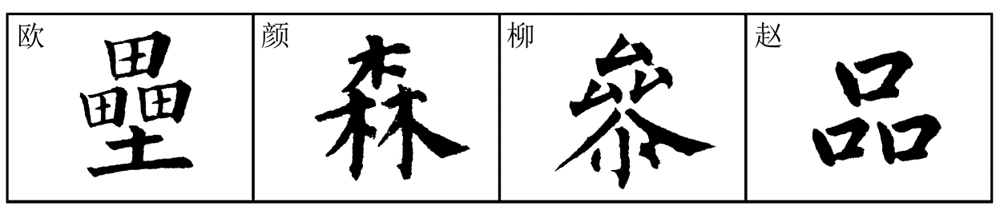 欧 壘 颜 森 柳 叅 赵 品